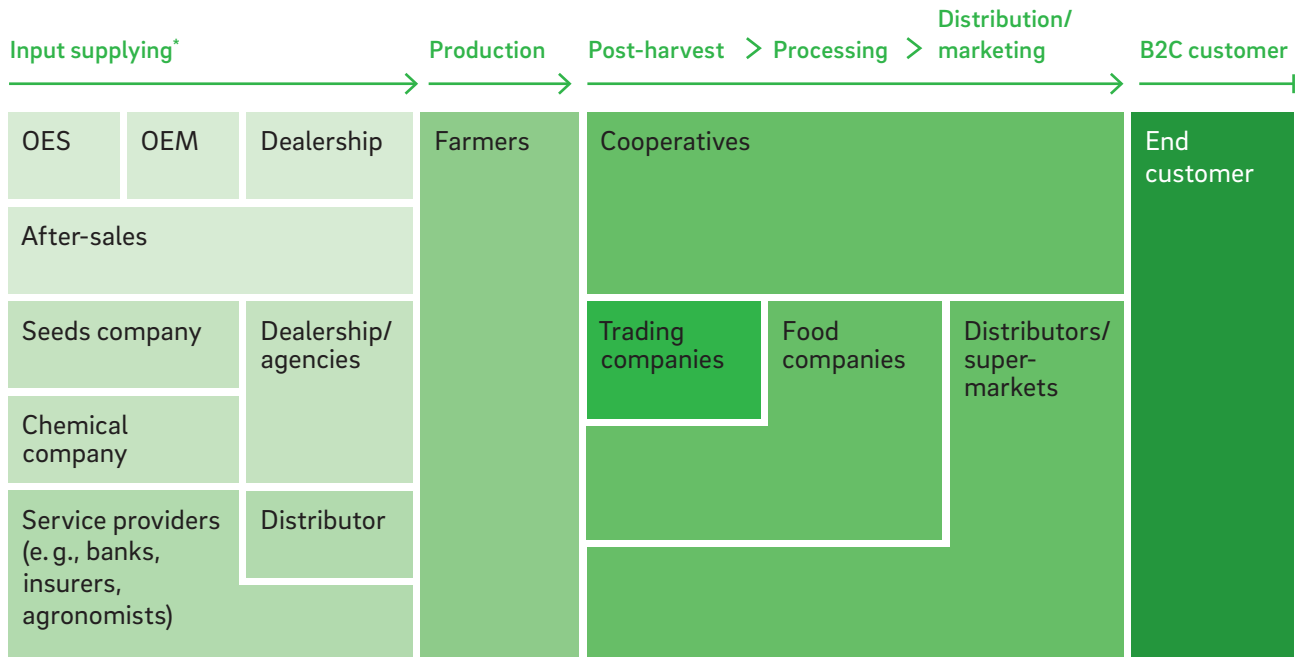 Input supplying*
Production
Post-harvest > Processing >
Distribution/
marketing
B2C customer
OES
OEM
Dealership
After-sales
Seeds company
Dealership/
agencies
Chemical
company
Service providers
(e. g., banks,
insurers,
agronomists)
Distributor
Farmers
Cooperatives
Trading
companies
Food
companies
Distributors/
super-
markets
End
customer